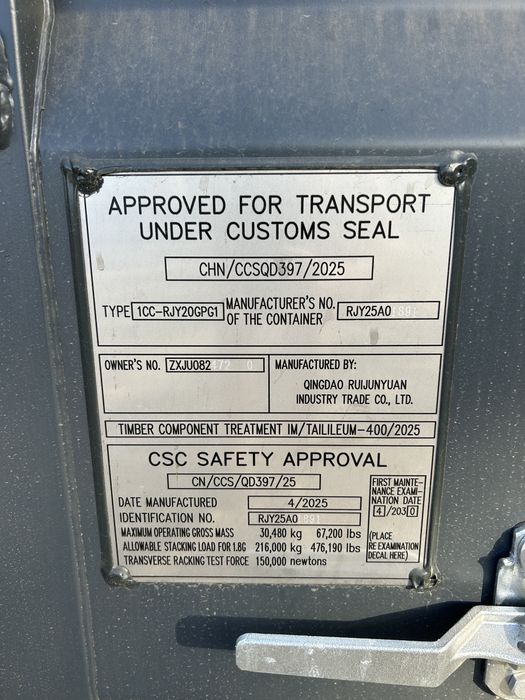 APPROVED FOR TRANSPORT
UNDER CUSTOMS SEAL
CHN/CCSQD397/2025
TYPE 1CC-RJY20GPG1 MANUFACTURER'S NO. OF THE CONTAINER RJY25A0
OWNER'S NO. ZXJU082
MANUFACTURED BY:
QINGDAO RUIJUNYUAN
INDUSTRY TRADE CO., LTD.
TIMBER COMPONENT TREATMENT IM/TAILILEUM-400/2025
CSC SAFETY APPROVAL
CN/CCS/QD397/25
DATE MANUFACTURED 4/2025
IDENTIFICATION NO. RJY25A0
MAXIMUM OPERATING GROSS MASS 30,480 kg 67,200 lbs
ALLOWABLE STACKING LOAD FOR 1.8G 216,000 kg 476,190 lbs
TRANSVERSE RACKING TEST FORCE 150,000 newtons
FIRST MAINTE-
NANCE EXAMI-
NATION DATE
4/2030
(PLACE
RE EXAMINATION
DECAL HERE)